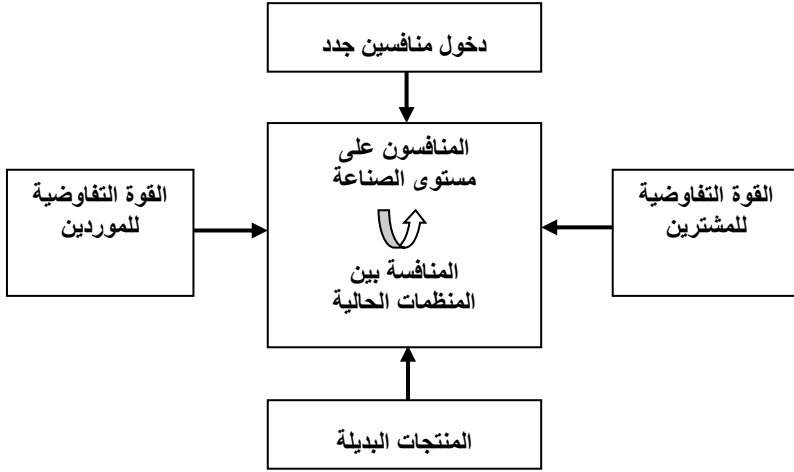 دخول منافسين جدد
المنافسون على
مستوى الصناعة
القوة التفاوضية
للمشترين
القوة التفاوضية
للموردين
المنافسة بين
المنظمات الحالية
المنتجات البديلة